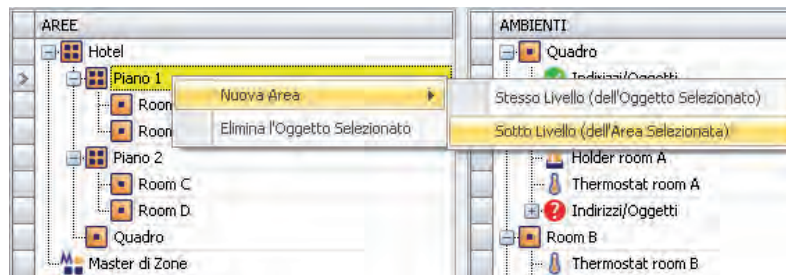 AREE
Hotel
Piano 1
Room
Room
Piano 2
Room C
Room D
Quadro
Master di Zone
Nuova Area
Elimina l'Oggetto Selezionato
Stesso Livello (dell'Oggetto Selezionato)
Sotto Livello (dell'Area Selezionata)
AMBIENTI
Quadro
Indirizzi/Oggetti
Holder room A
Thermostat room A
Indirizzi/Oggetti
Room B
Thermostat room B